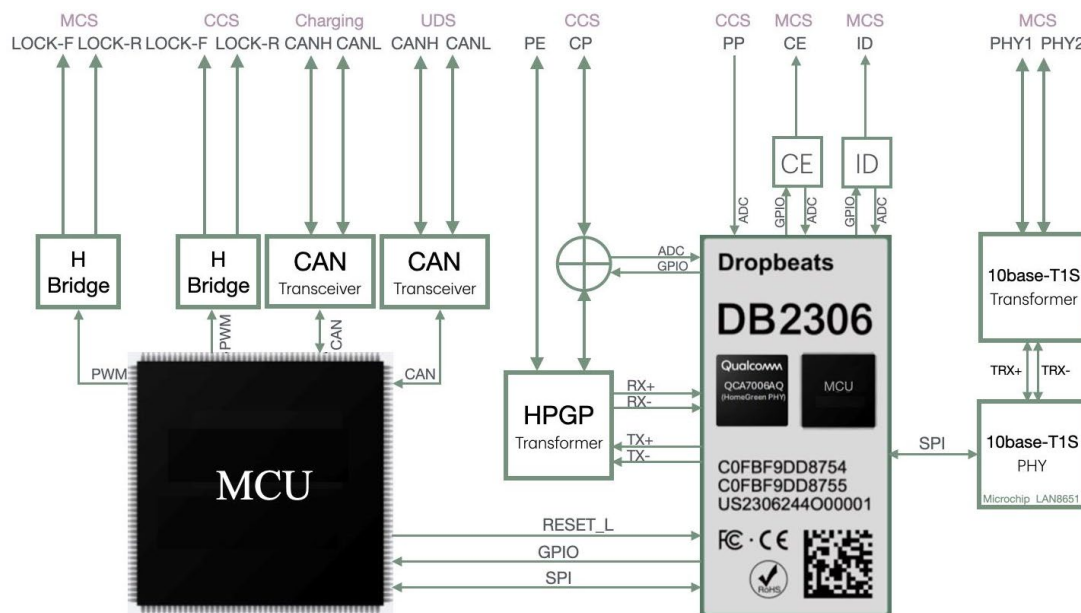 MCS CCS Charging UDS CCS CCS MCS MCS MCS
LOCK-F LOCK-R LOCK-F LOCK-R CANH CANL CANH CANL PE CP PP CE ID PHY1 PHY2
CE ID
ADC GPIO ADC GPIO ADC
H
Bridge
H
Bridge
CAN
Transceiver
CAN
Transceiver
ADC
GPIO
Dropbeats
DB2306
10base-T1S
Transformer
PWM
PWM
CAN
CAN
TRX+ TRX-
Qualcomm
QCA7006AQ
(HomeGreen PHY)
MCU
HPGP
Transformer
RX+
RX-
TX+
TX-
MCU
C0FBF9DD8754
C0FBF9DD8755
US2306244O00001
SPI
10base-T1S
PHY
Microchip LAN8651
RESET_L
GPIO
SPI
FC · CE
RoHS